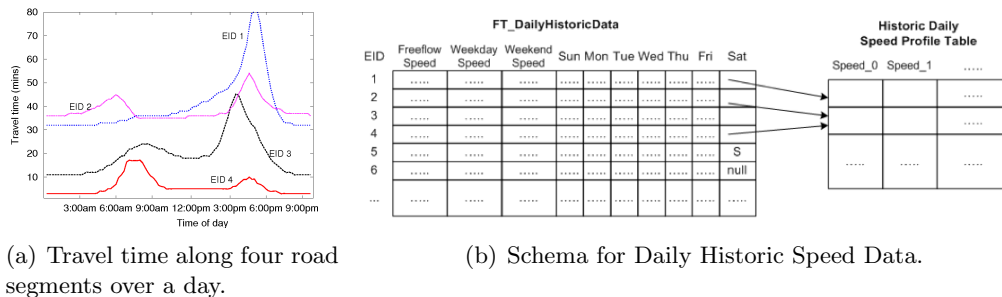 80
70
60
50
40
30
20
10
Travel time (mins)
EID 1
EID 2
EID 3
EID 4
3:00am 6:00am 9:00am 12:00pm 3:00pm 6:00pm 9:00pm
Time of day
(a) Travel time along four road
segments over a day.
FT_DailyHistoricData
EID Freeflow Speed Weekday Speed Weekend Speed Sun Mon Tue Wed Thu Fri Sat
1 ..... ..... ..... ..... ..... ..... ..... ..... .....
2 ..... ..... ..... ..... ..... ..... ..... ..... .....
3 ..... ..... ..... ..... ..... ..... ..... ..... .....
4 ..... ..... ..... ..... ..... ..... ..... ..... .....
5 ..... ..... ..... ..... ..... ..... ..... ..... ..... S
6 ..... ..... ..... ..... ..... ..... ..... ..... ..... null
... ..... ..... ..... ..... ..... ..... ..... ..... ..... .....
Historic Daily
Speed Profile Table
Speed_0 Speed_1 .....
.....
.....
..... ..... .....
(b) Schema for Daily Historic Speed Data.